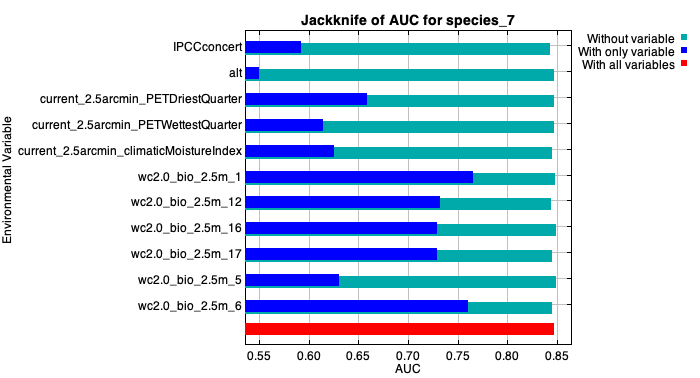 Jackknife of AUC for species_7
Without variable
With only variable
With all variables
Environmental Variable
IPCCconcert
alt
current_2.5arcmin_PETDriestQuarter
current_2.5arcmin_PETWettestQuarter
current_2.5arcmin_climaticMoistureIndex
wc2.0_bio_2.5m_1
wc2.0_bio_2.5m_12
wc2.0_bio_2.5m_16
wc2.0_bio_2.5m_17
wc2.0_bio_2.5m_5
wc2.0_bio_2.5m_6
0.55 0.60 0.65 0.70 0.75 0.80 0.85
AUC